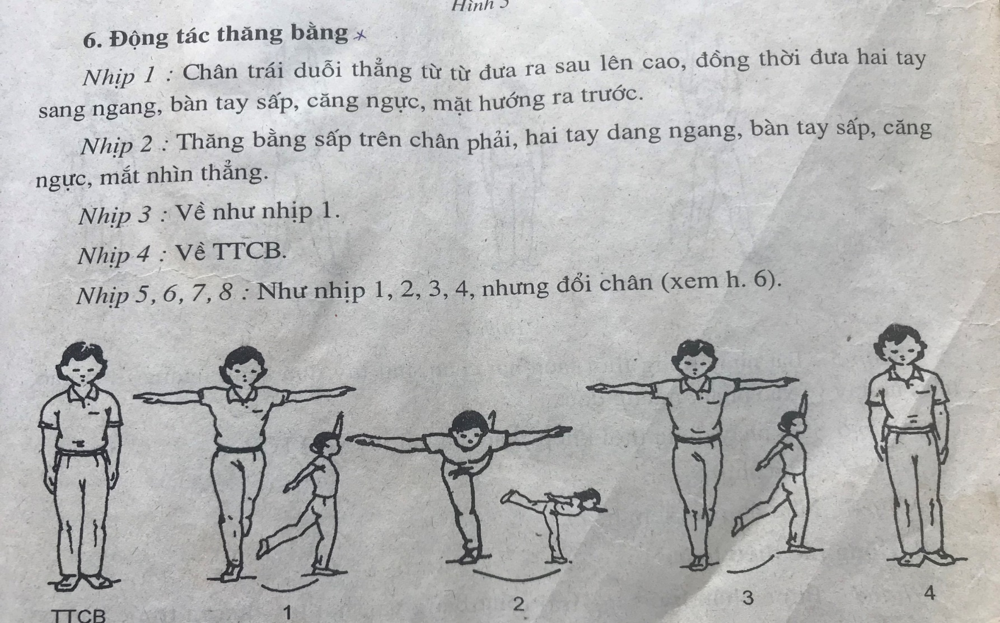 Hình 5
6. Động tác thăng bằng
Nhịp 1 : Chân trái duỗi thẳng từ từ đưa ra sau lên cao, đồng thời đưa hai tay
sang ngang, bàn tay sấp, căng ngực, mặt hướng ra trước.
Nhịp 2 : Thăng bằng sấp trên chân phải, hai tay dang ngang, bàn tay sấp, căng
ngực, mắt nhìn thẳng.
Nhịp 3 : Về như nhịp 1.
Nhịp 4 : Về TTCB.
Nhịp 5, 6, 7, 8 : Như nhịp 1, 2, 3, 4, nhưng đổi chân (xem h. 6).
TTCB
1
2
3
4